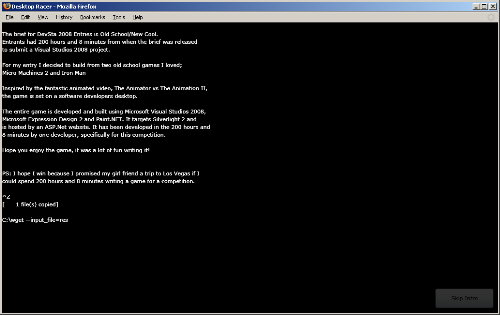 Desktop Racer - Mozilla Firefox
File Edit View History Bookmarks Tools Help
The brief for DevSta 2008 Entries is Old School/New Cool.
Entrants had 200 hours and 8 minutes from when the brief was released
to submit a Visual Studios 2008 project.
For my entry I decided to build from two old school games I loved;
Micro Machines 2 and Iron Man
Inspired by the fantastic animated video, The Animator vs The Animation II,
the game is set on a software developers desktop.
The entire game is developed and built using Microsoft Visual Studios 2008,
Microsoft Expression Design 2 and Paint.NET. It targets Silverlight 2 and
is hosted by an ASP.Net website. It has been developed in the 200 hours and
8 minutes by one developer, specifically for this competition.
Hope you enjoy the game, it was a lot of fun writing it!
PS: I hope I win because I promised my girl friend a trip to Los Vegas if I
could spend 200 hours and 8 minutes writing a game for a competition.
^Z
[ 1 file(s) copied]
C:\wget --input_file=res
Skip Intro